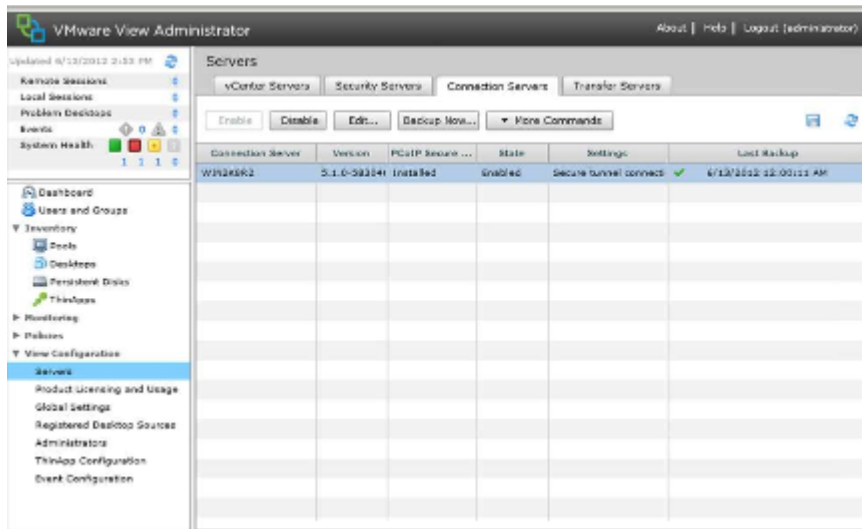 VMware View Administrator
About | Help | Logout (administrator)
Updated 6/13/2012 2:53 PM
Remote Sessions
Local Sessions
Problem Desktops
Events 0
System Health
1 1 1 0
Dashboard
Users and Groups
Inventory
Pools
Desktops
Persistent Disks
ThinApps
Monitoring
Policies
View Configuration
Servers
Product Licensing and Usage
Global Settings
Registered Desktop Sources
Administrators
ThinApp Configuration
Event Configuration
Servers
vCenter Servers
Security Servers
Connection Servers
Transfer Servers
Enable
Disable
Edit...
Backup Now...
More Commands
Connection Server Version PCoIP Secure ... State Settings Last Backup
WIN2K8R2 Installed Enabled Secure tunnel connecti 6/13/2012 12:00:11 AM